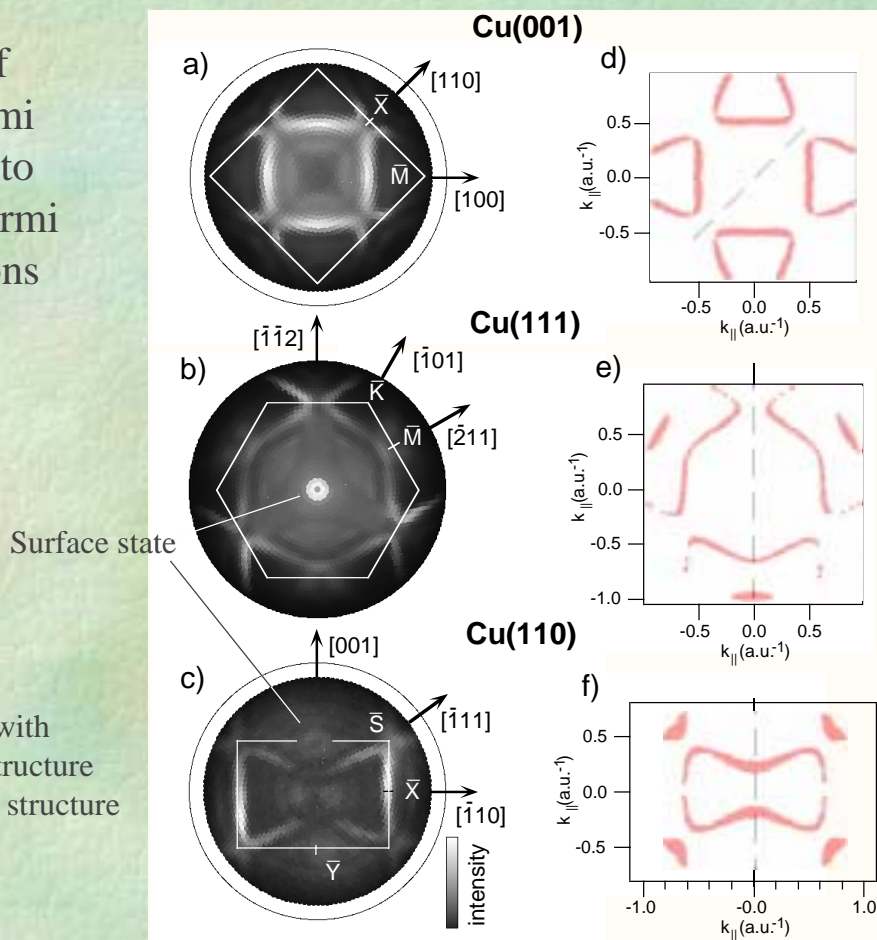 f
mi
to
rmi
ons
Surface state
with
tructure
structure
Cu(001)
a)
[110]
X̄
M̄
[100]
d)
0.5
0.0
-0.5
k||(a.u.-1)
-0.5 0.0 0.5
k||(a.u.-1)
Cu(111)
[1̄1̄2]
b)
[1̄01]
K̄
M̄
[2̄11]
e)
0.5
0.0
-0.5
-1.0
k||(a.u.-1)
-0.5 0.0 0.5
k||(a.u.-1)
Cu(110)
[001]
c)
S̄
[1̄11]
X̄
[1̄10]
Ȳ
intensity
f)
0.5
0.0
-0.5
k||(a.u.-1)
-1.0 -0.0 1.0
k||(a.u.-1)